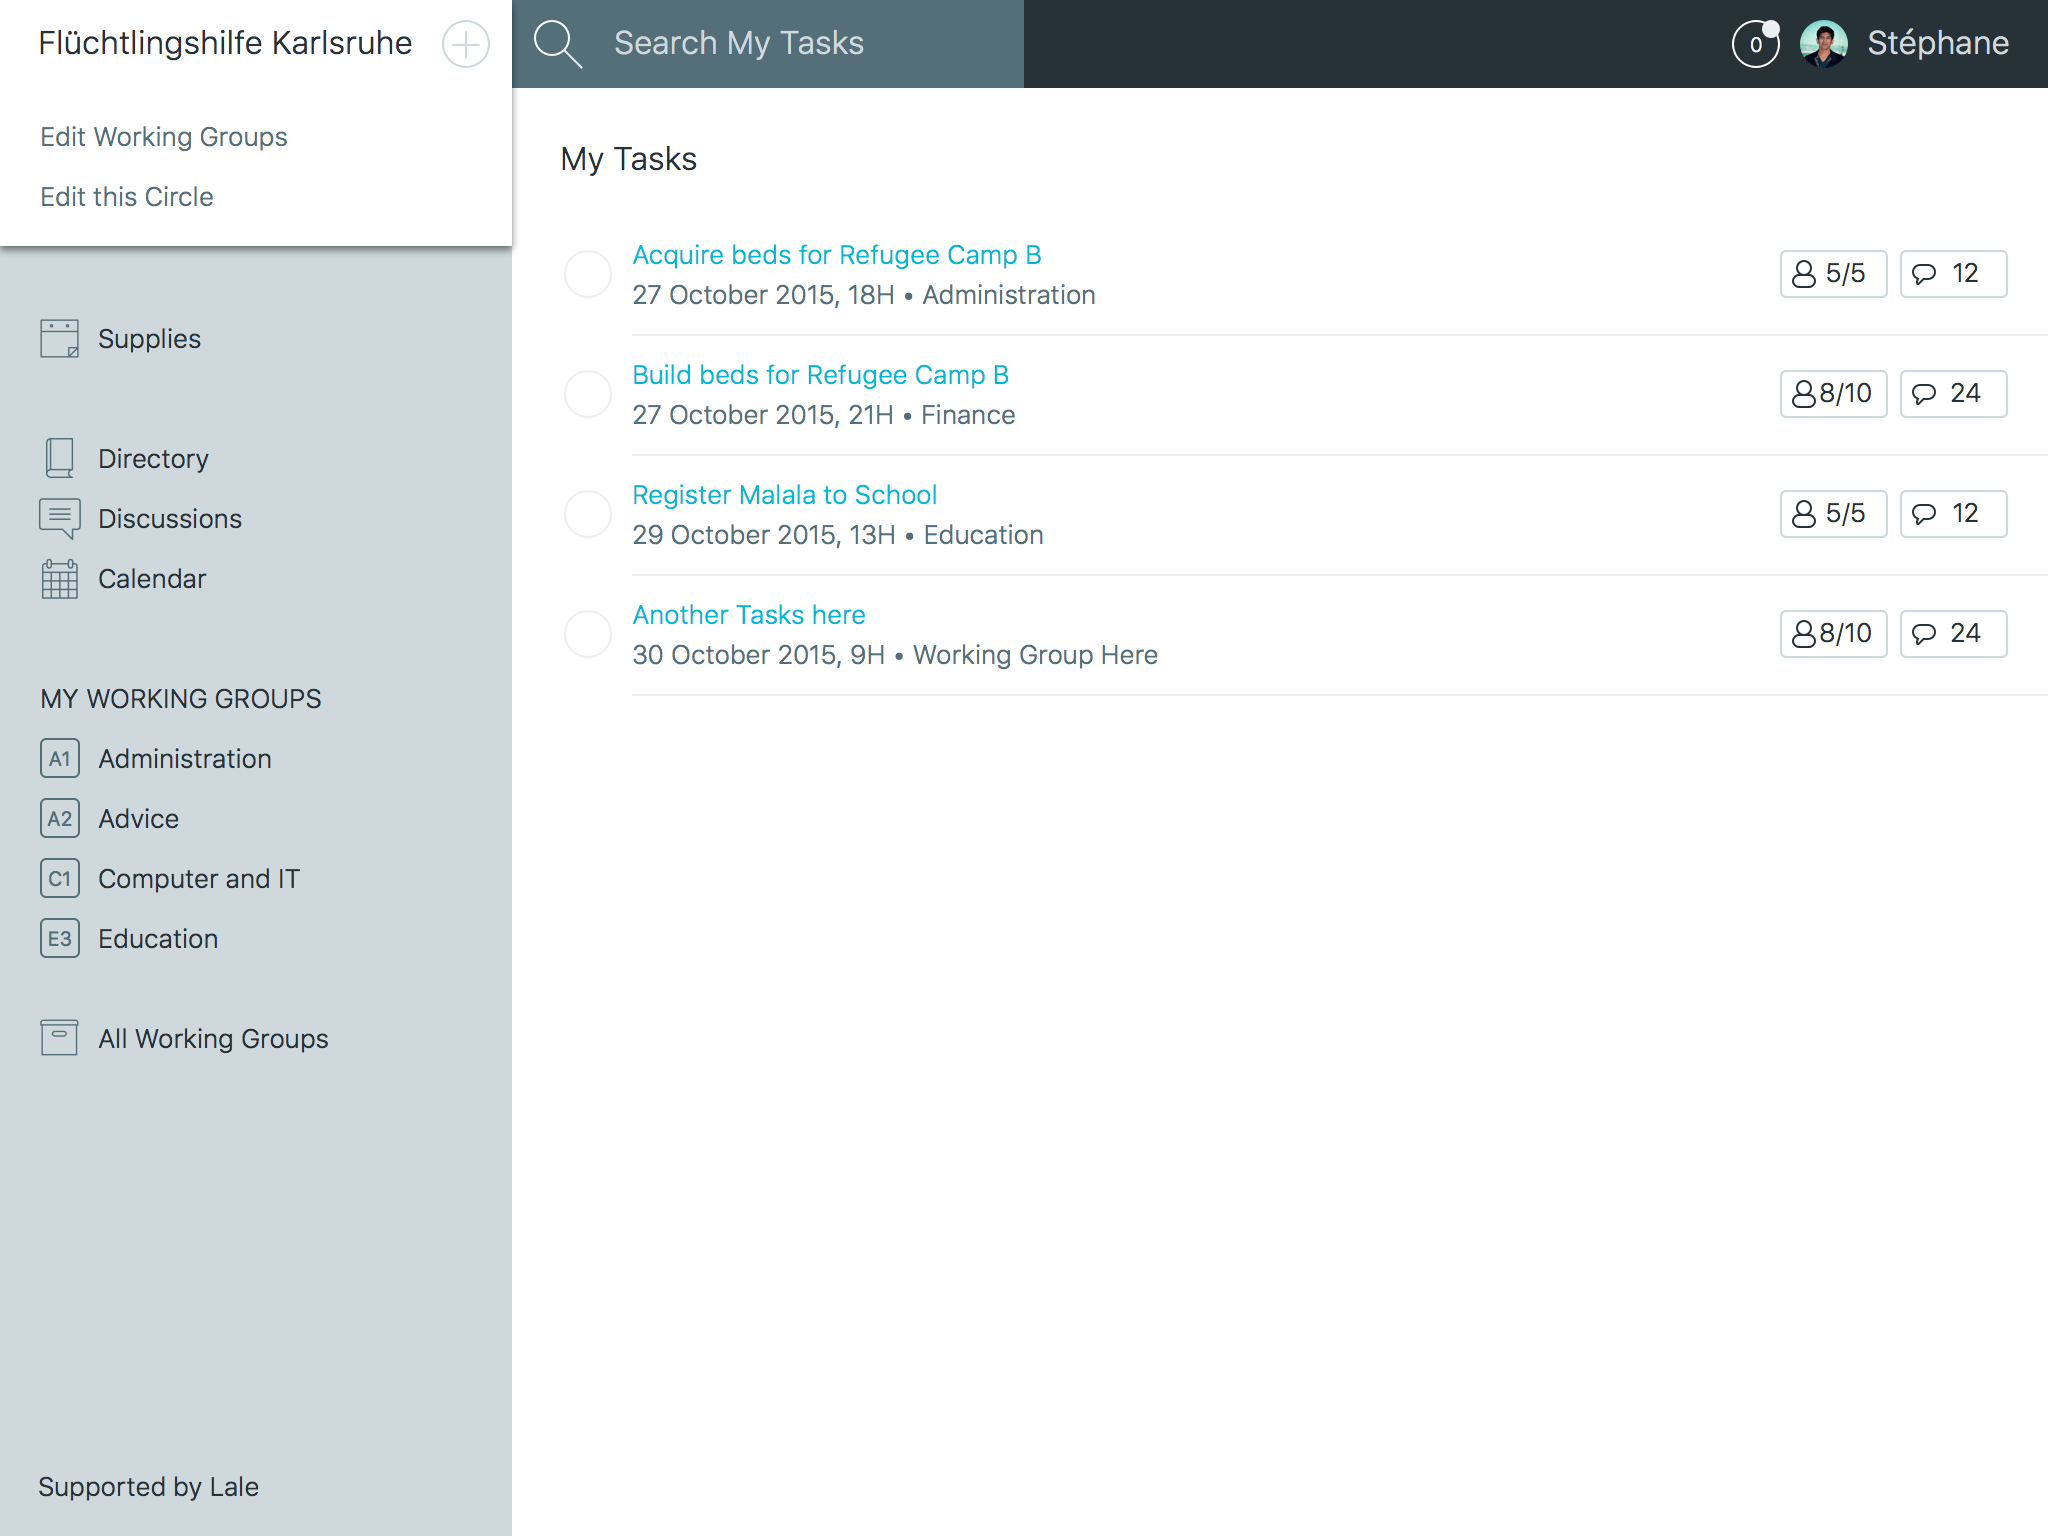 Flüchtlingshilfe Karlsruhe
Edit Working Groups
Edit this Circle
Supplies
Directory
Discussions
Calendar
MY WORKING GROUPS
A1 Administration
A2 Advice
C1 Computer and IT
E3 Education
All Working Groups
Supported by Lale
Search My Tasks
0 Stéphane
My Tasks
Acquire beds for Refugee Camp B
27 October 2015, 18H • Administration
5/5 12
Build beds for Refugee Camp B
27 October 2015, 21H • Finance
8/10 24
Register Malala to School
29 October 2015, 13H • Education
5/5 12
Another Tasks here
30 October 2015, 9H • Working Group Here
8/10 24